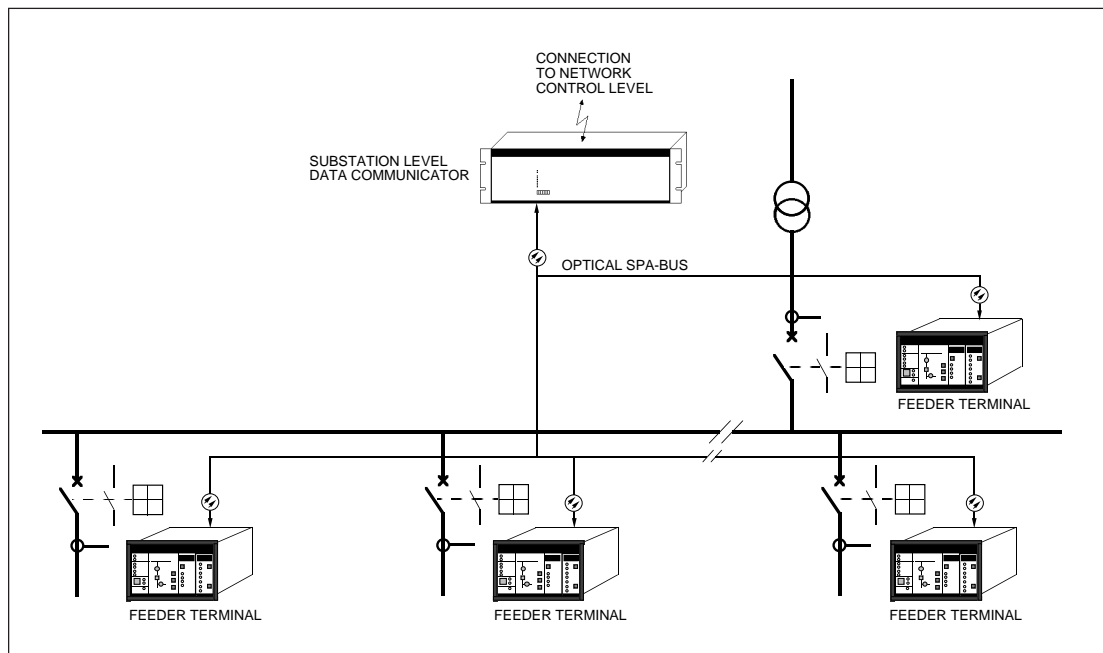 CONNECTION
TO NETWORK
CONTROL LEVEL
SUBSTATION LEVEL
DATA COMMUNICATOR
OPTICAL SPA-BUS
FEEDER TERMINAL
FEEDER TERMINAL
FEEDER TERMINAL
FEEDER TERMINAL